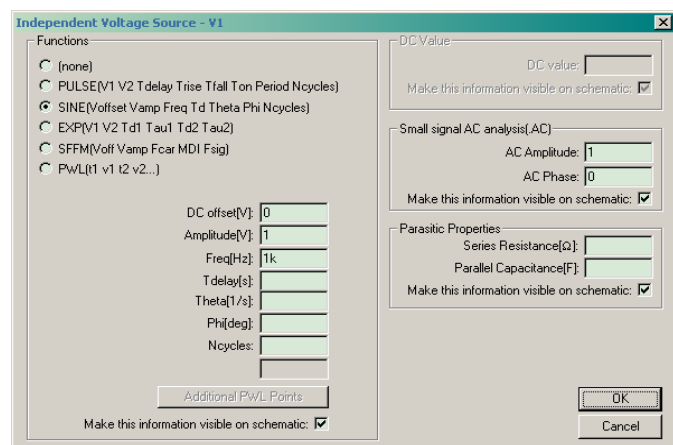 Independent Voltage Source - V1
Functions
(none)
PULSE(V1 V2 Tdelay Trise Tfall Ton Period Ncycles)
SINE(Voffset Vamp Freq Td Theta Phi Ncycles)
EXP(V1 V2 Td1 Tau1 Td2 Tau2)
SFFM(Voff Vamp Fcar MDI Fsig)
PWL(t1 v1 t2 v2...)
DC offset[V]: 0
Amplitude[V]: 1
Freq[Hz]: 1k
Tdelay[s]:
Theta[1/s]:
Phi[deg]:
Ncycles:
Additional PWL Points
Make this information visible on schematic:
DC Value
DC value:
Make this information visible on schematic:
Small signal AC analysis(.AC)
AC Amplitude: 1
AC Phase: 0
Make this information visible on schematic:
Parasitic Properties
Series Resistance[Ω]:
Parallel Capacitance[F]:
Make this information visible on schematic:
OK
Cancel